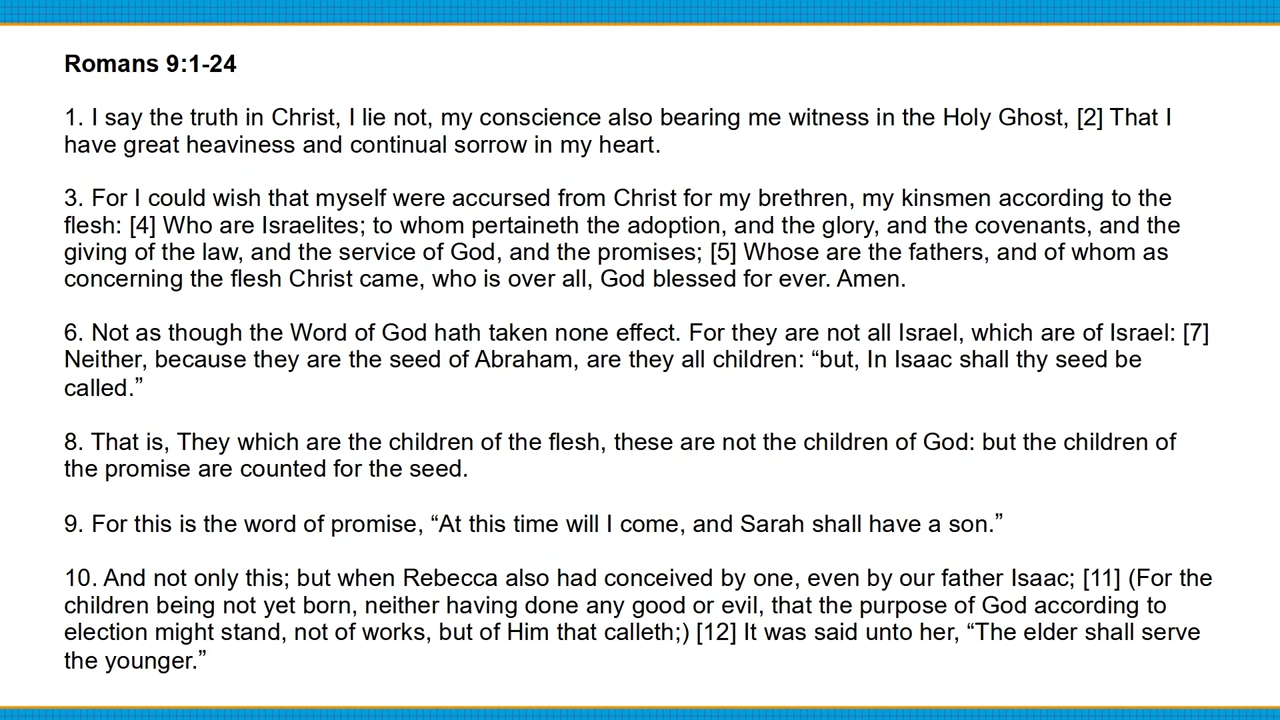 Romans 9:1-24
1. I say the truth in Christ, I lie not, my conscience also bearing me witness in the Holy Ghost, [2] That I
have great heaviness and continual sorrow in my heart.
3. For I could wish that myself were accursed from Christ for my brethren, my kinsmen according to the
flesh: [4] Who are Israelites; to whom pertaineth the adoption, and the glory, and the covenants, and the
giving of the law, and the service of God, and the promises; [5] Whose are the fathers, and of whom as
concerning the flesh Christ came, who is over all, God blessed for ever. Amen.
6. Not as though the Word of God hath taken none effect. For they are not all Israel, which are of Israel: [7]
Neither, because they are the seed of Abraham, are they all children: “but, In Isaac shall thy seed be
called.”
8. That is, They which are the children of the flesh, these are not the children of God: but the children of
the promise are counted for the seed.
9. For this is the word of promise, “At this time will I come, and Sarah shall have a son.”
10. And not only this; but when Rebecca also had conceived by one, even by our father Isaac; [11] (For the
children being not yet born, neither having done any good or evil, that the purpose of God according to
election might stand, not of works, but of Him that calleth;) [12] It was said unto her, “The elder shall serve
the younger.”